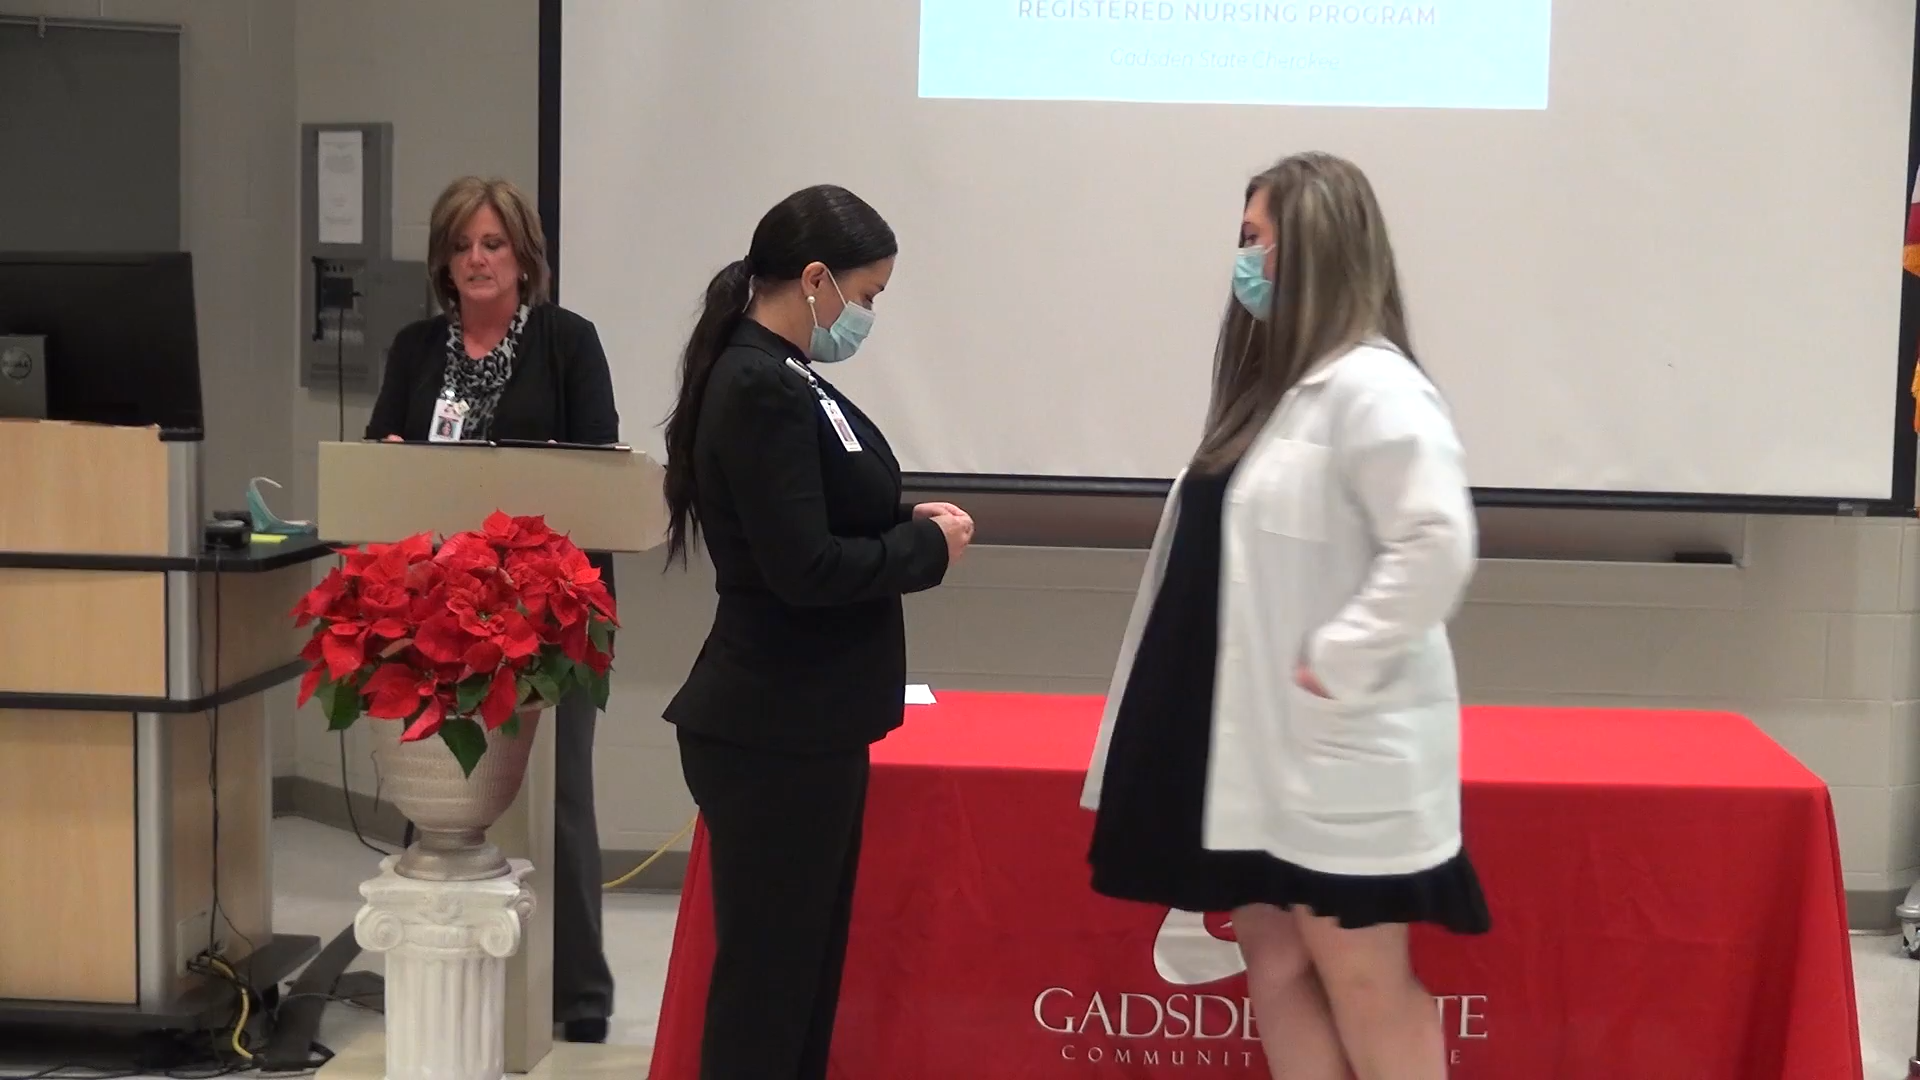 REGISTERED NURSING PROGRAM
Gadsden State Cherokee
GADSDE TE
COMMUNIT E